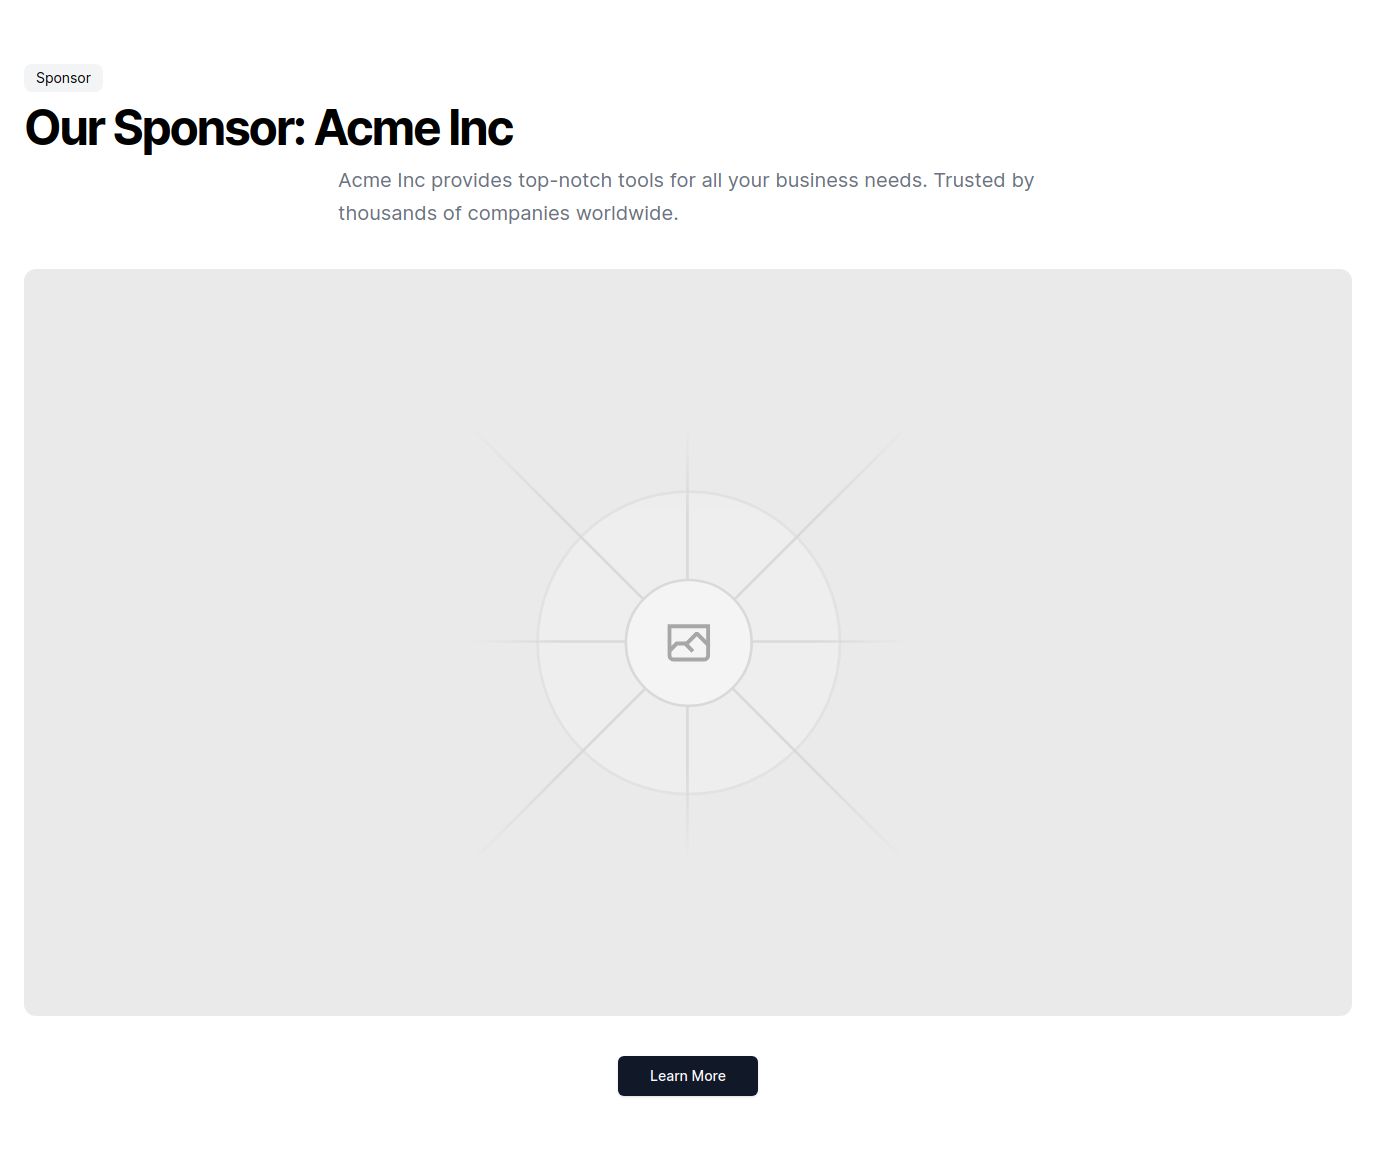 Sponsor
Our Sponsor: Acme Inc
Acme Inc provides top-notch tools for all your business needs. Trusted by
thousands of companies worldwide.
Learn More